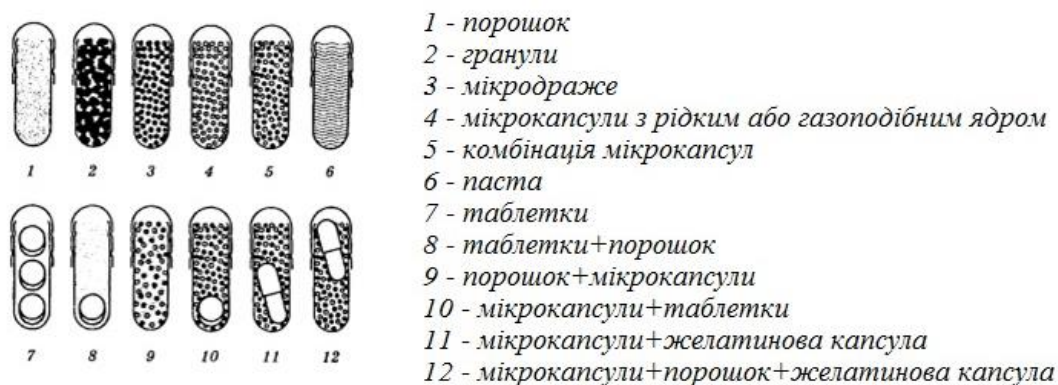 1 2 3 4 5 6
7 8 9 10 11 12
1 - порошок
2 - гранули
3 - мікродраже
4 - мікрокапсули з рідким або газоподібним ядром
5 - комбінація мікрокапсул
6 - паста
7 - таблетки
8 - таблетки+порошок
9 - порошок+мікрокапсули
10 - мікрокапсули+таблетки
11 - мікрокапсули+желатинова капсула
12 - мікрокапсули+порошок+желатинова капсула